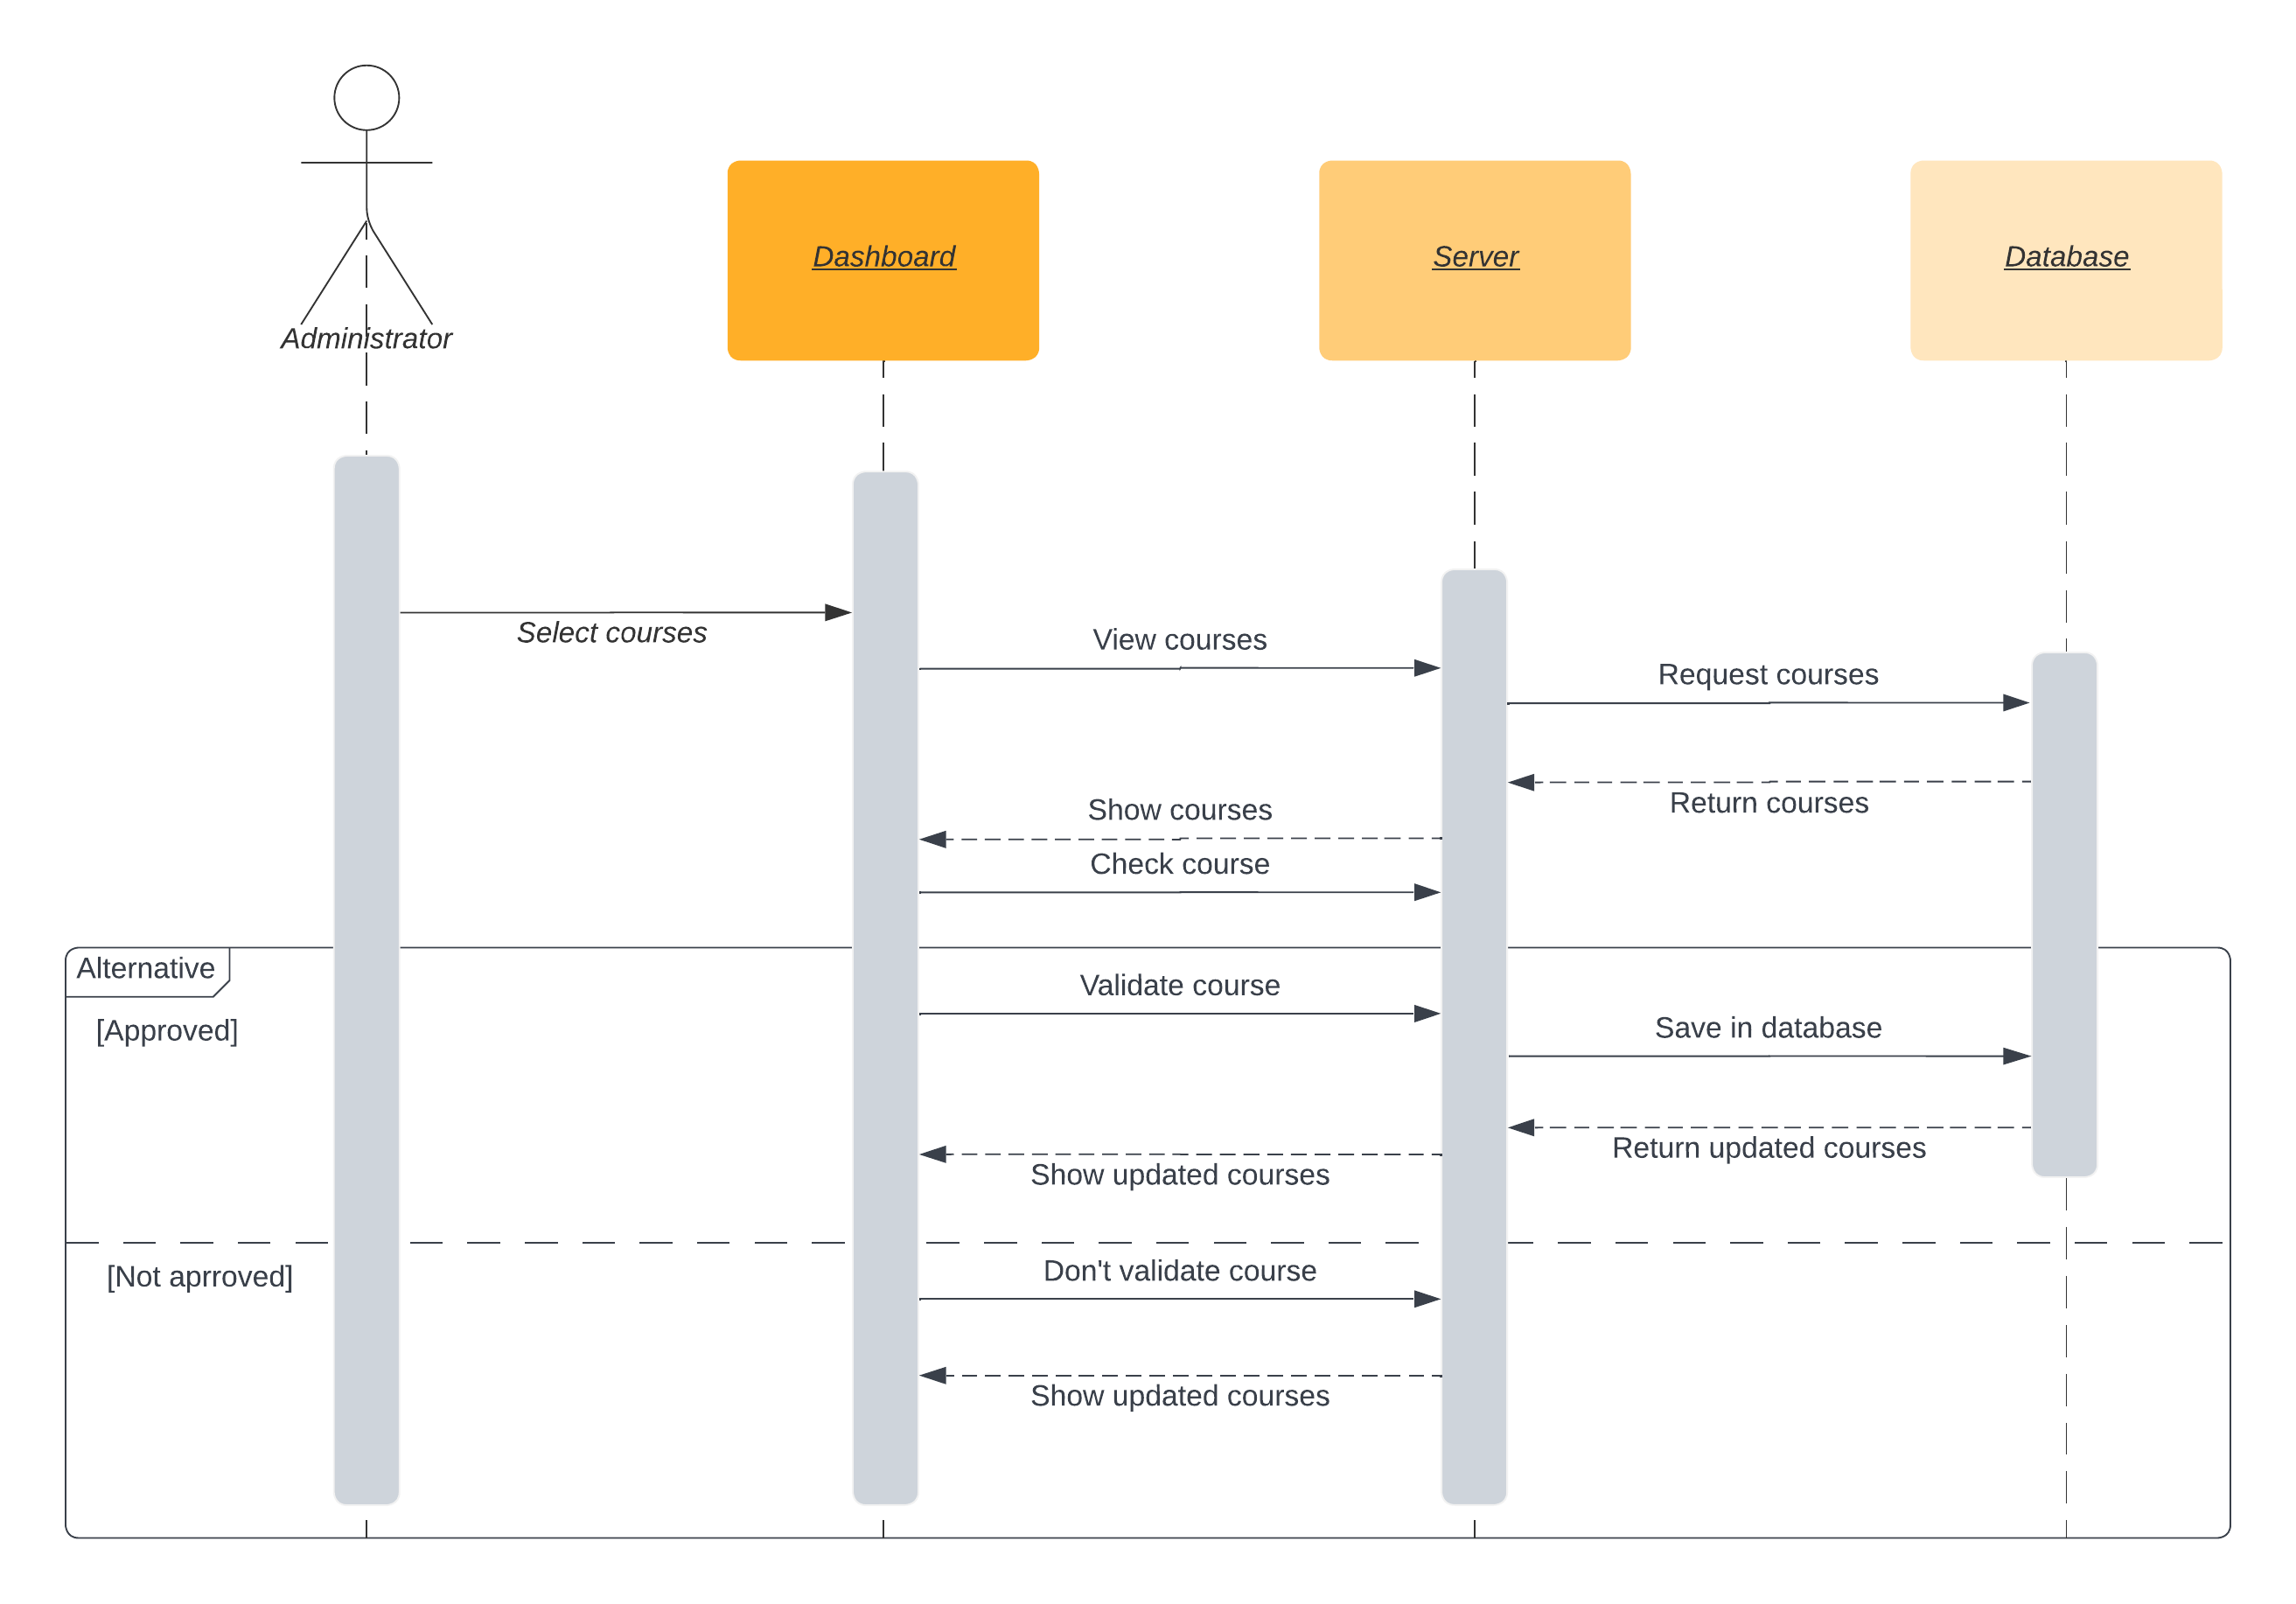 Administrator
Dashboard
Server
Database
Select courses
View courses
Request courses
Return courses
Show courses
Check course
Alternative
[Approved]
Validate course
Save in database
Return updated courses
Show updated courses
[Not aprroved]
Don't validate course
Show updated courses